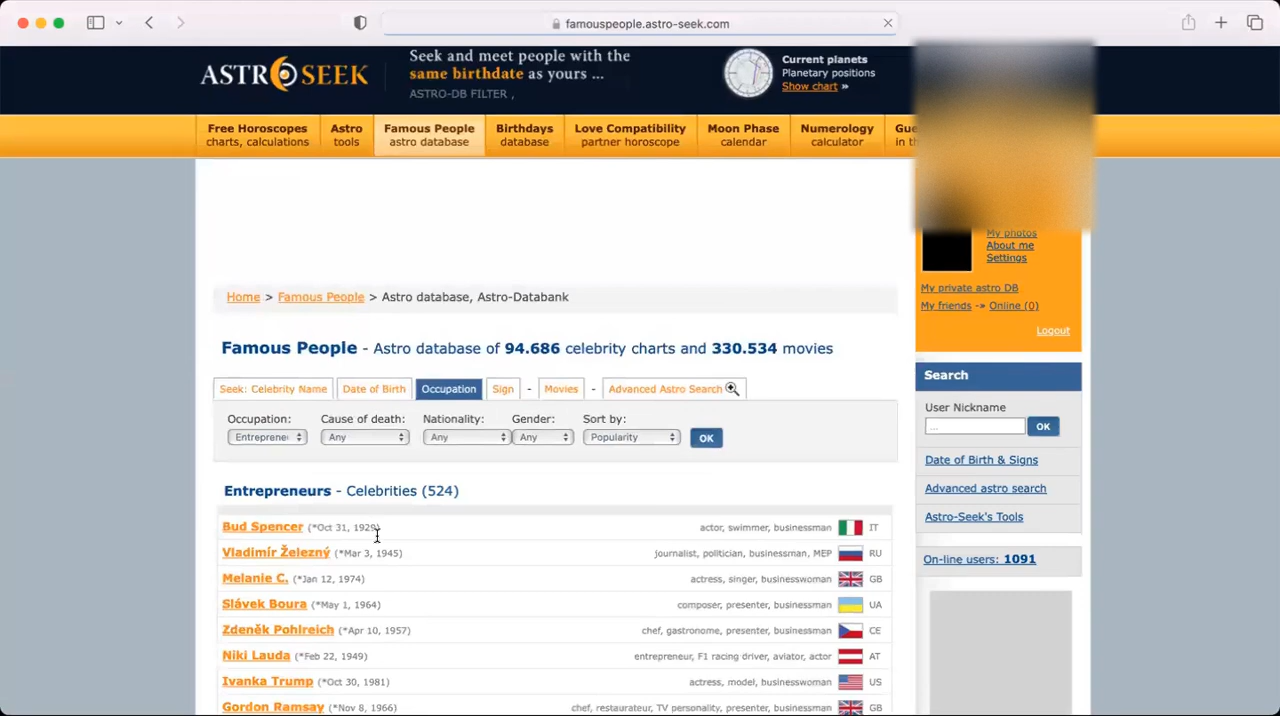 famouspeople.astro-seek.com
ASTRO SEEK
Seek and meet people with the
same birthdate as yours ...
ASTRO-DB FILTER ,
Current planets
Planetary positions
Show chart »
Free Horoscopes
charts, calculations
Astro
tools
Famous People
astro database
Birthdays
database
Love Compatibility
partner horoscope
Moon Phase
calendar
Numerology
calculator
My photos
About me
Settings
My private astro DB
My friends -» Online (0)
Logout
Home > Famous People > Astro database, Astro-Databank
Famous People - Astro database of 94.686 celebrity charts and 330.534 movies
Seek: Celebrity Name Date of Birth Occupation Sign - Movies - Advanced Astro Search
Occupation: Cause of death: Nationality: Gender: Sort by:
Entreprene Any Any Any Popularity OK
Entrepreneurs - Celebrities (524)
Bud Spencer (*Oct 31, 1929) actor, swimmer, businessman IT
Vladimír Železný (*Mar 3, 1945) journalist, politician, businessman, MEP RU
Melanie C. (*Jan 12, 1974) actress, singer, businesswoman GB
Slávek Boura (*May 1, 1964) composer, presenter, businessman UA
Zdeněk Pohlreich (*Apr 10, 1957) chef, gastronome, presenter, businessman CE
Niki Lauda (*Feb 22, 1949) entrepreneur, F1 racing driver, aviator, actor AT
Ivanka Trump (*Oct 30, 1981) actress, model, businesswoman US
Gordon Ramsay (*Nov 8, 1966) chef, restaurateur, TV personality, presenter, businessman GB
Search
User Nickname
... OK
Date of Birth & Signs
Advanced astro search
Astro-Seek's Tools
On-line users: 1091